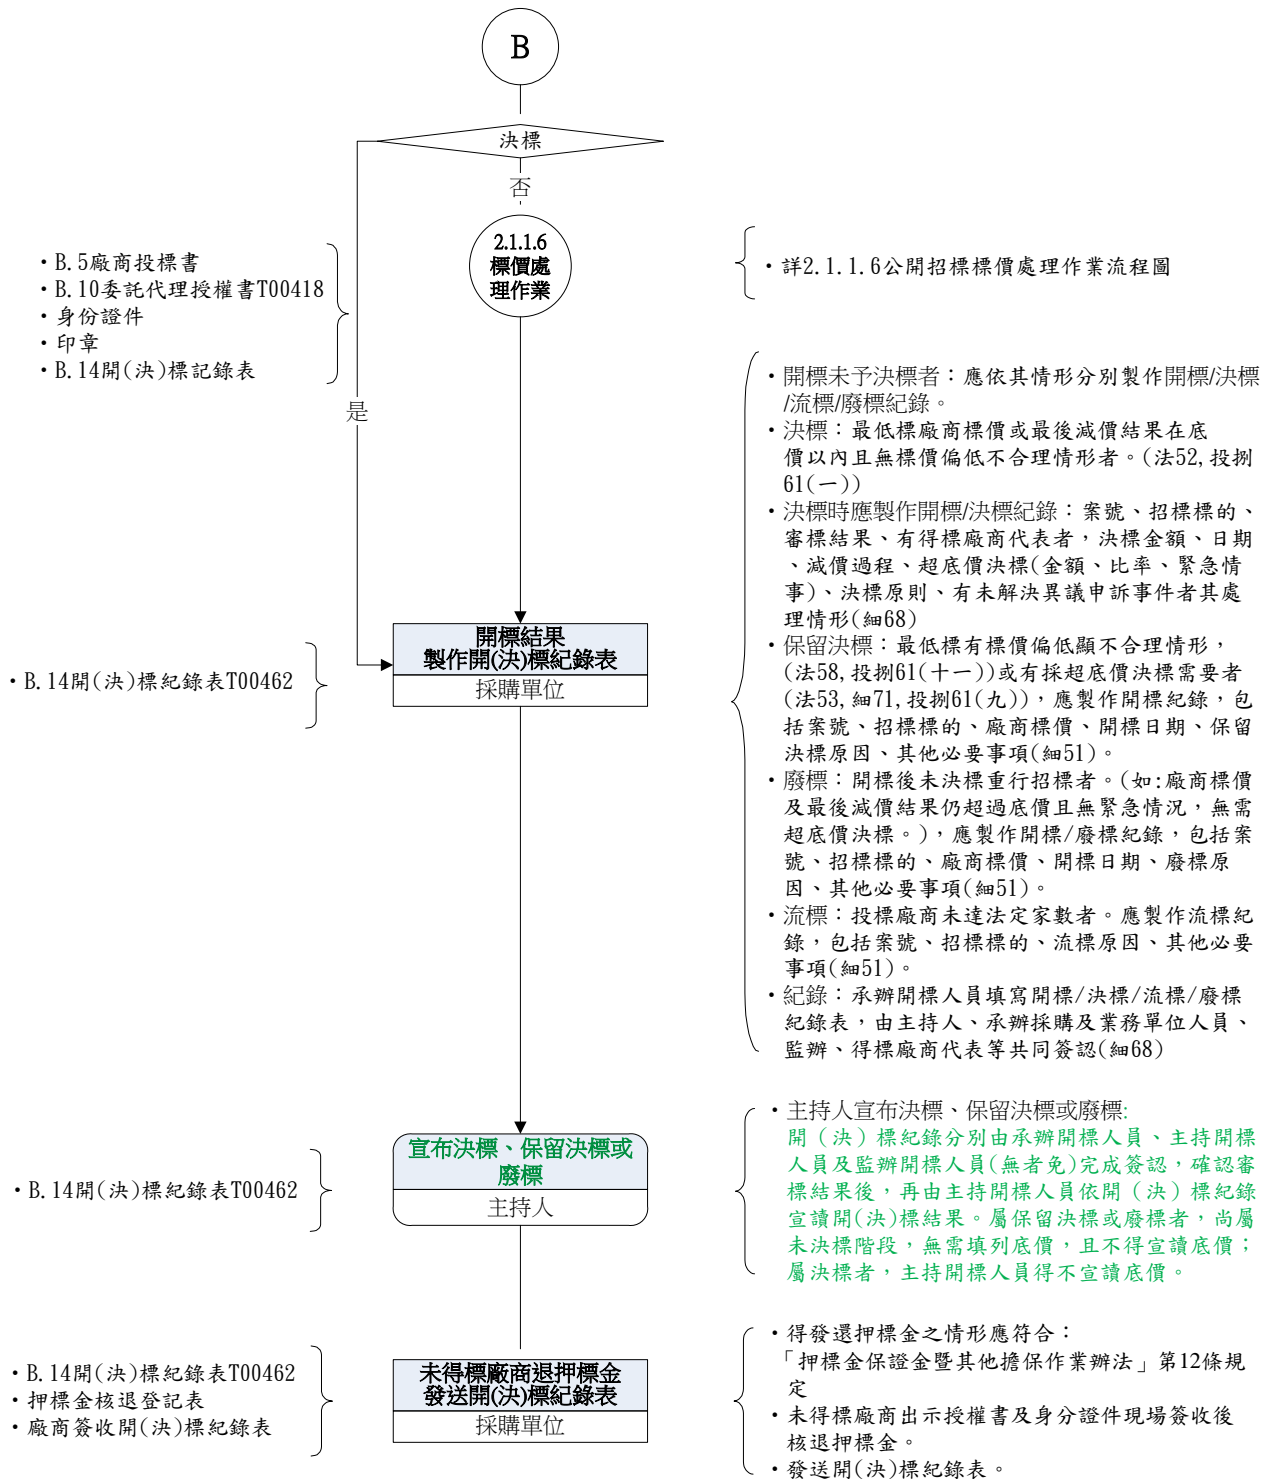 B
決標
否
2.1.1.6
標價處
理作業
・B.5廠商投標書
・B.10委託代理授權書T00418
・身份證件
・印章
・B.14開(決)標記錄表
・詳2.1.1.6公開招標標價處理作業流程圖
是
・開標未予決標者：應依其情形分別製作開標/決標
/流標/廢標紀錄。
・決標：最低標廠商標價或最後減價結果在底
價以內且無標價偏低不合理情形者。(法52,投捌
61(一))
・決標時應製作開標/決標紀錄：案號、招標標的、
審標結果、有得標廠商代表者，決標金額、日期
、減價過程、超底價決標(金額、比率、緊急情
事)、決標原則、有未解決異議申訴事件者其處
理情形(細68)
・保留決標：最低標有標價偏低顯不合理情形，
(法58,投捌61(十一))或有採超底價決標需要者
(法53,細71,投捌61(九))，應製作開標紀錄，包
括案號、招標標的、廠商標價、開標日期、保留
決標原因、其他必要事項(細51)。
・廢標：開標後未決標重行招標者。(如:廠商標價
及最後減價結果仍超過底價且無緊急情況，無需
超底價決標。)，應製作開標/廢標紀錄，包括案
號、招標標的、廠商標價、開標日期、廢標原
因、其他必要事項(細51)。
・流標：投標廠商未達法定家數者。應製作流標紀
錄，包括案號、招標標的、流標原因、其他必要
事項(細51)。
・紀錄：承辦開標人員填寫開標/決標/流標/廢標
紀錄表，由主持人、承辦採購及業務單位人員、
監辦、得標廠商代表等共同簽認(細68)
開標結果
製作開(決)標紀錄表
採購單位
・B.14開(決)標紀錄表T00462
宣布決標、保留決標或
廢標
主持人
・B.14開(決)標紀錄表T00462
・主持人宣布決標、保留決標或廢標:
開（決）標紀錄分別由承辦開標人員、主持開標
人員及監辦開標人員(無者免)完成簽認，確認審
標結果後，再由主持開標人員依開（決）標紀錄
宣讀開(決)標結果。屬保留決標或廢標者，尚屬
未決標階段，無需填列底價，且不得宣讀底價；
屬決標者，主持開標人員得不宣讀底價。
未得標廠商退押標金
發送開(決)標紀錄表
採購單位
・B.14開(決)標紀錄表T00462
・押標金核退登記表
・廠商簽收開(決)標紀錄表
・得發還押標金之情形應符合：
「押標金保證金暨其他擔保作業辦法」第12條規
定
・未得標廠商出示授權書及身分證件現場簽收後
核退押標金。
・發送開(決)標紀錄表。